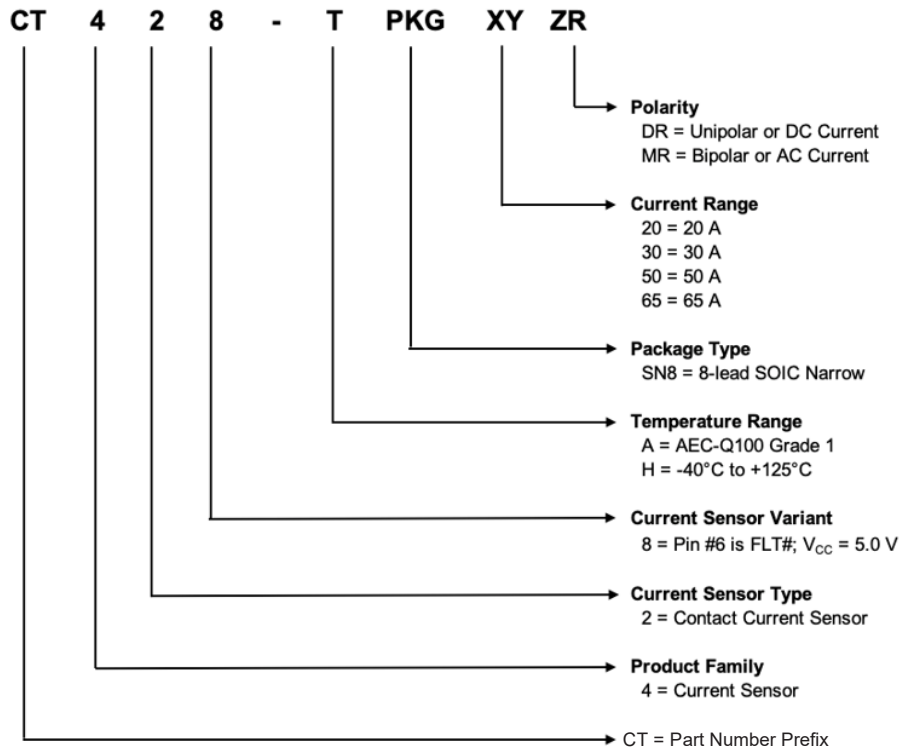 CT 4 2 8 - T PKG XY ZR
Polarity
DR = Unipolar or DC Current
MR = Bipolar or AC Current
Current Range
20 = 20 A
30 = 30 A
50 = 50 A
65 = 65 A
Package Type
SN8 = 8-lead SOIC Narrow
Temperature Range
A = AEC-Q100 Grade 1
H = -40°C to +125°C
Current Sensor Variant
8 = Pin #6 is FLT#; VCC = 5.0 V
Current Sensor Type
2 = Contact Current Sensor
Product Family
4 = Current Sensor
CT = Part Number Prefix